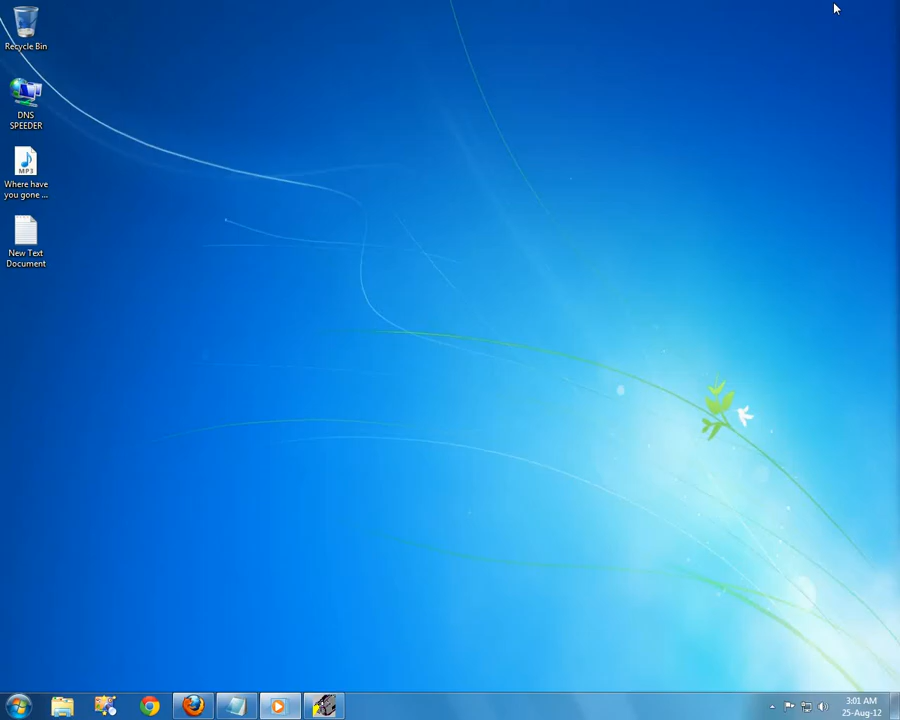 Recycle Bin
DNS
SPEEDER
MP3
Where have
you gone ...
New Text
Document
3:01 AM
25-Aug-12